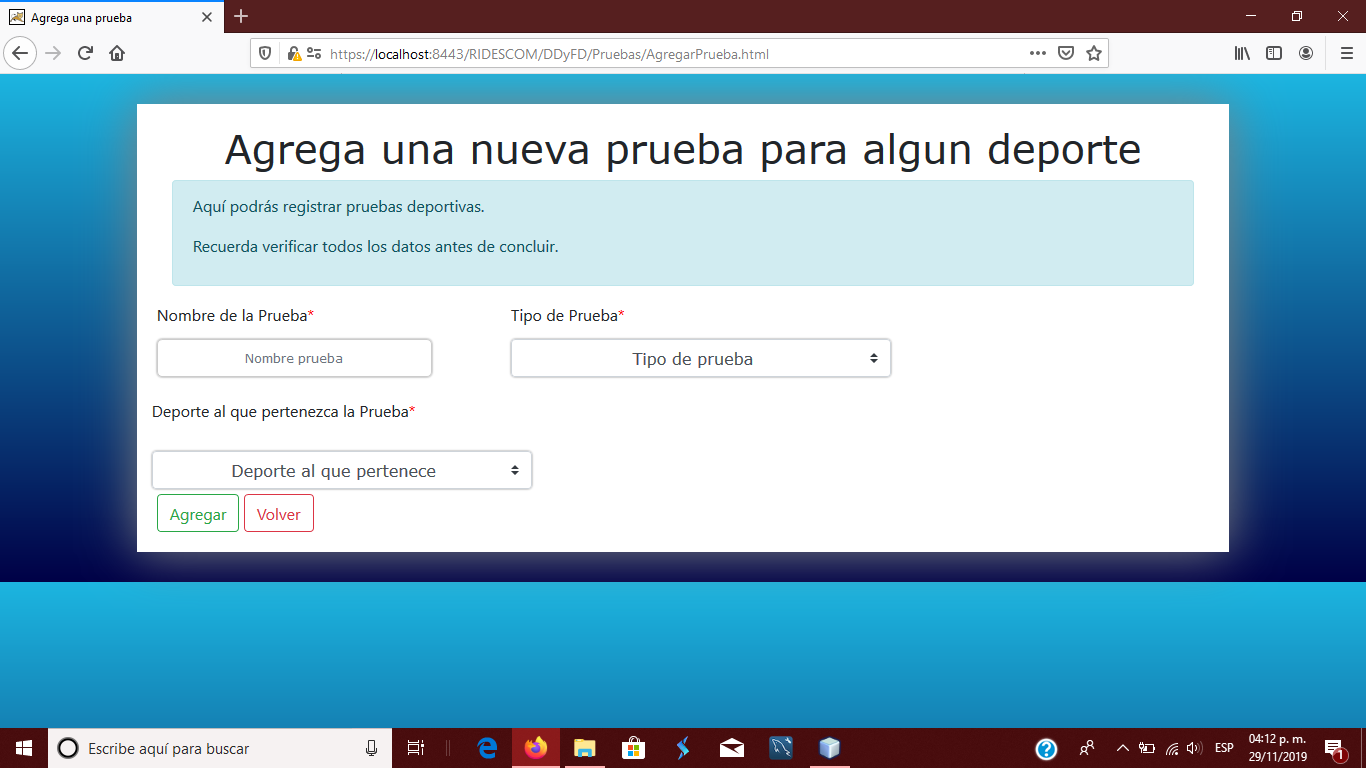 Agrega una prueba
https://localhost:8443/RIDESCOM/DDyFD/Pruebas/AgregarPrueba.html
Agrega una nueva prueba para algun deporte
Aquí podrás registrar pruebas deportivas.
Recuerda verificar todos los datos antes de concluir.
Nombre de la Prueba*
Tipo de Prueba*
Nombre prueba
Tipo de prueba
Deporte al que pertenezca la Prueba*
Deporte al que pertenece
Agregar
Volver
Escribe aquí para buscar
ESP
04:12 p. m.
29/11/2019
1